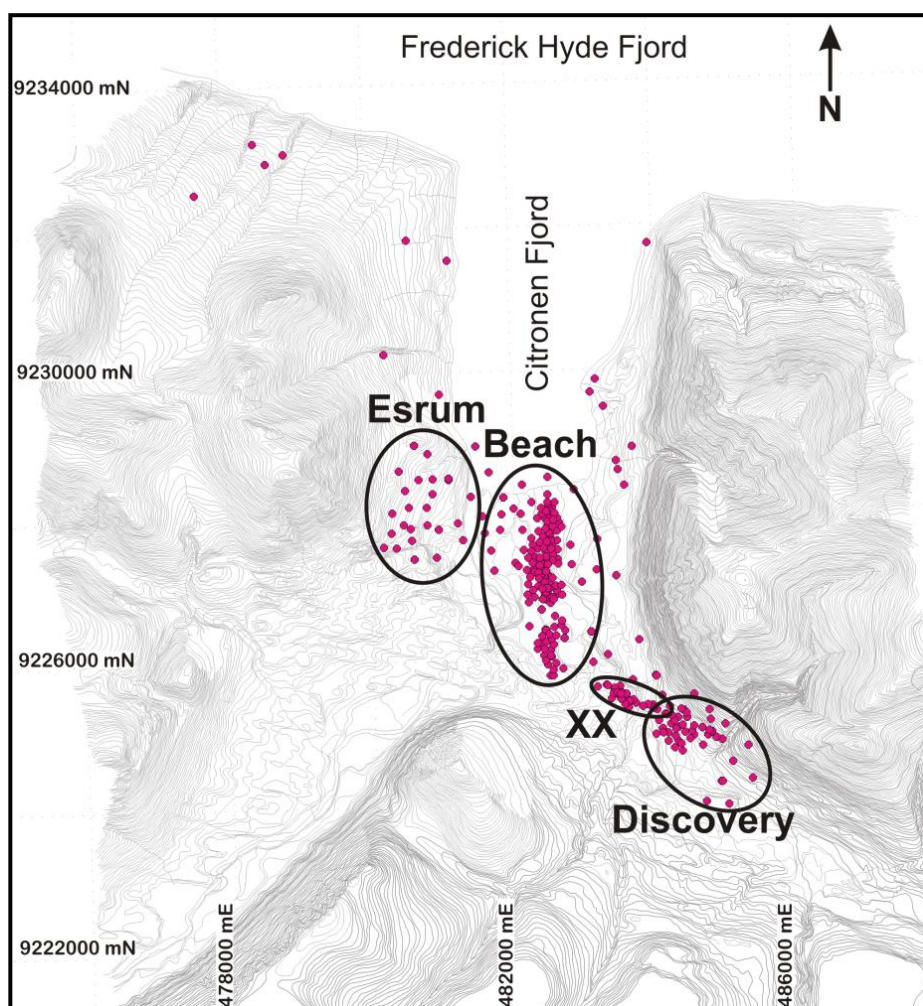 Frederick Hyde Fjord
9234000 mN
N
Citronen Fjord
9230000 mN
Esrum
Beach
9226000 mN
XX
Discovery
478000 mE
482000 mE
486000 mE
9222000 mN